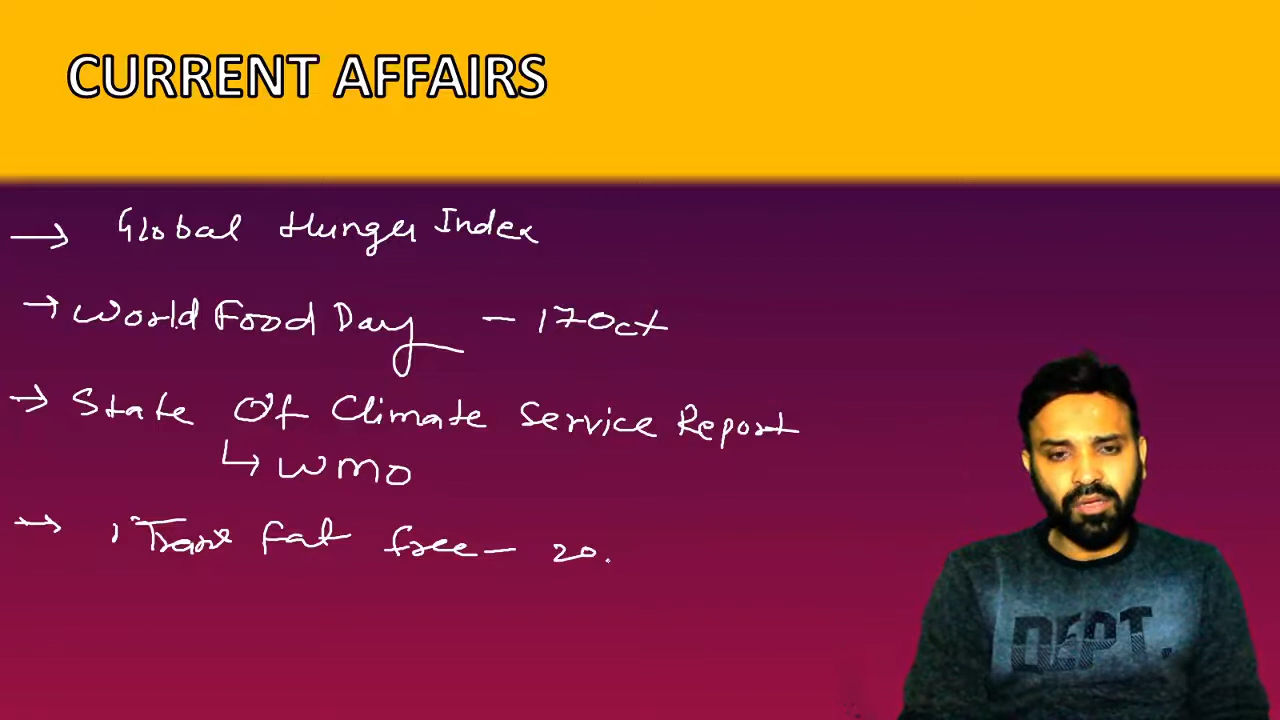 CURRENT AFFAIRS
→ Global Hunger Index
→ World Food Day - 17 Oct
→ State Of Climate Service Report
↳ WMO
→ 'Trans fat free - 20.
DEPT.